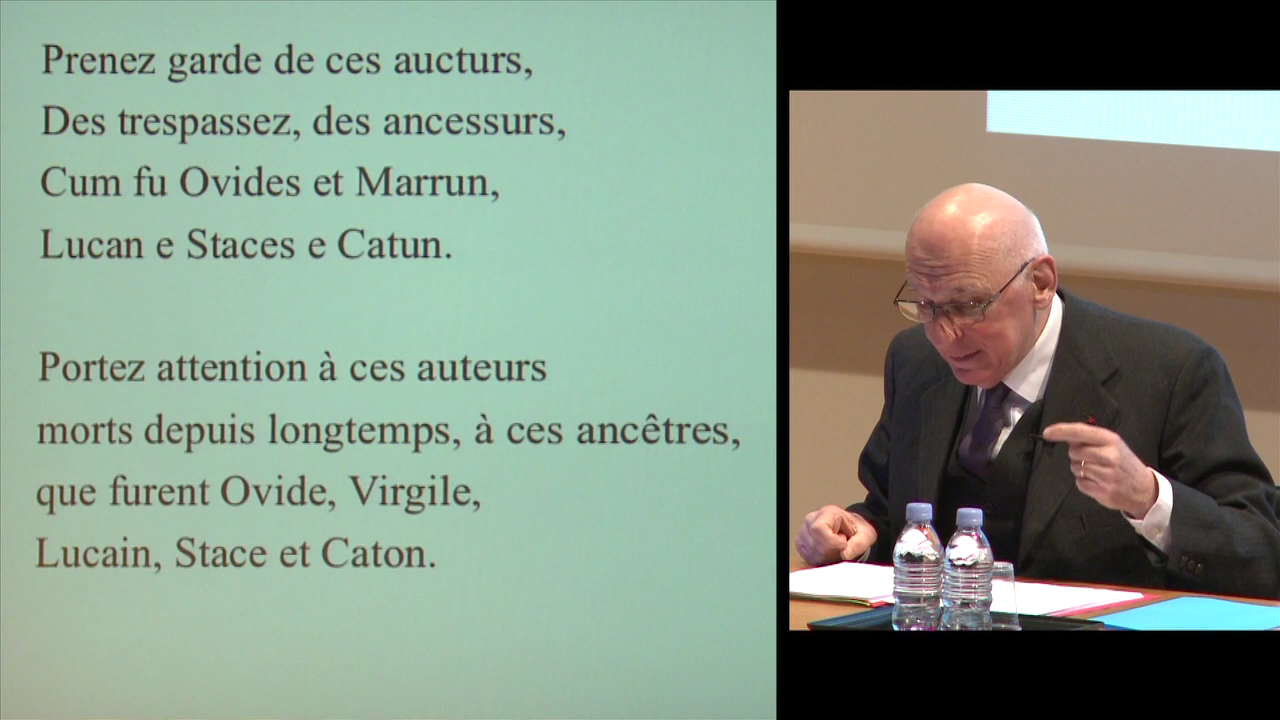 Prenez garde de ces aucturs,
Des trespassez, des ancessurs,
Cum fu Ovides et Marrun,
Lucan e Staces e Catun.
Portez attention à ces auteurs
morts depuis longtemps, à ces ancêtres,
que furent Ovide, Virgile,
Lucain, Stace et Caton.